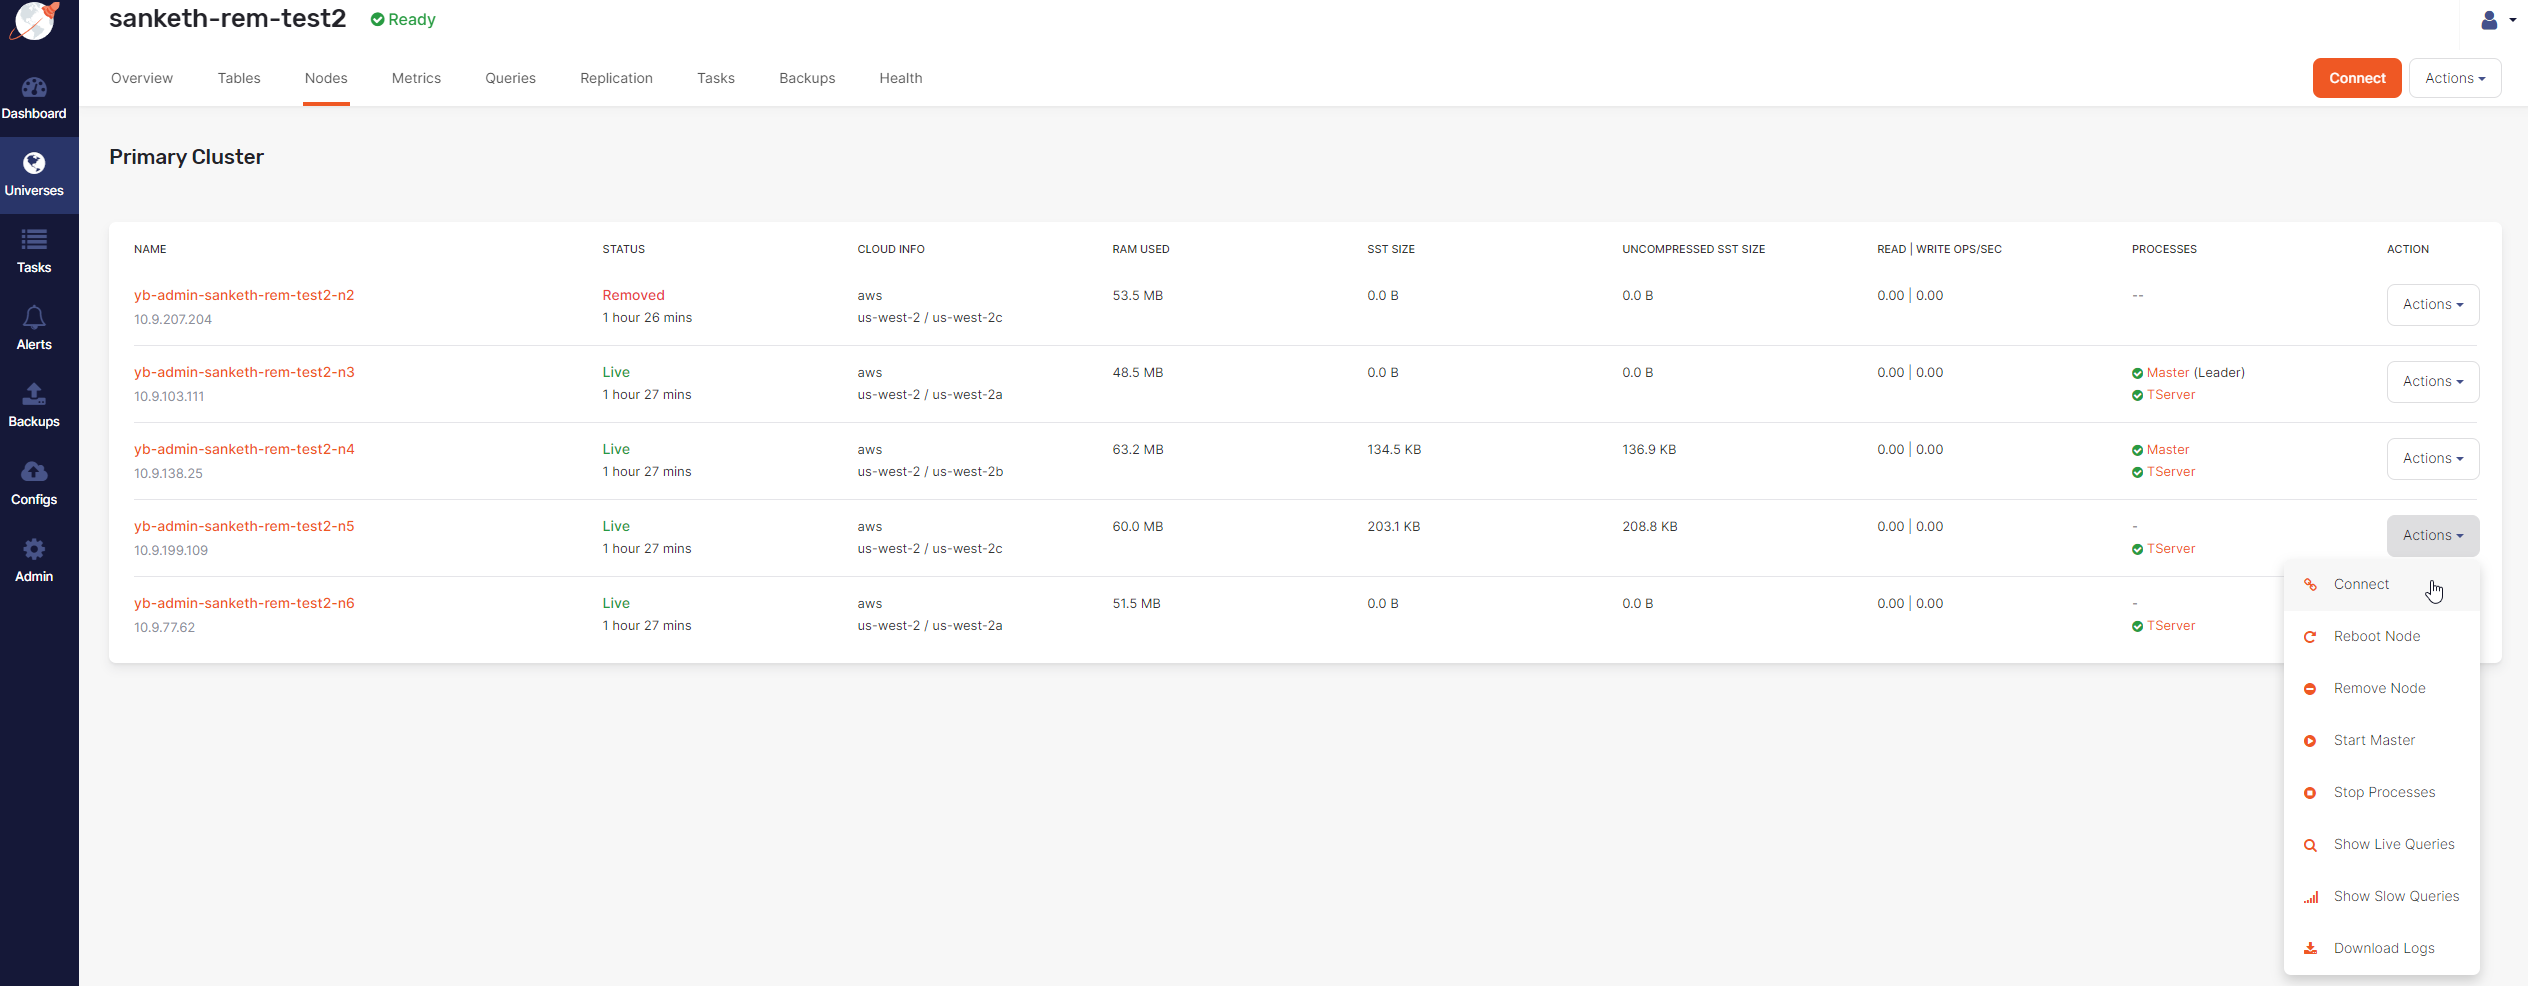 sanketh-rem-test2 Ready
Overview Tables Nodes Metrics Queries Replication Tasks Backups Health Connect Actions
Dashboard
Universes
Tasks
Alerts
Backups
Configs
Admin
Primary Cluster
NAME STATUS CLOUD INFO RAM USED SST SIZE UNCOMPRESSED SST SIZE READ | WRITE OPS/SEC PROCESSES ACTION
yb-admin-sanketh-rem-test2-n2 Removed aws 53.5 MB 0.0 B 0.0 B 0.00 | 0.00 -- Actions
10.9.207.204 1 hour 26 mins us-west-2 / us-west-2c
yb-admin-sanketh-rem-test2-n3 Live aws 48.5 MB 0.0 B 0.0 B 0.00 | 0.00 Master (Leader) Actions
10.9.103.111 1 hour 27 mins us-west-2 / us-west-2a TServer
yb-admin-sanketh-rem-test2-n4 Live aws 63.2 MB 134.5 KB 136.9 KB 0.00 | 0.00 Master Actions
10.9.138.25 1 hour 27 mins us-west-2 / us-west-2b TServer
yb-admin-sanketh-rem-test2-n5 Live aws 60.0 MB 203.1 KB 208.8 KB 0.00 | 0.00 - Actions
10.9.199.109 1 hour 27 mins us-west-2 / us-west-2c TServer
yb-admin-sanketh-rem-test2-n6 Live aws 51.5 MB 0.0 B 0.0 B 0.00 | 0.00 -
10.9.77.62 1 hour 27 mins us-west-2 / us-west-2a TServer
Connect
Reboot Node
Remove Node
Start Master
Stop Processes
Show Live Queries
Show Slow Queries
Download Logs